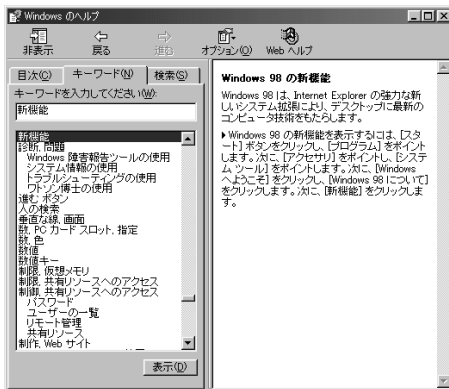 Windows のヘルプ
非表示
戻る
進む
オプション(O)
Web ヘルプ
目次(C)
キーワード(N)
検索(S)
キーワードを入力してください(W):
新機能
新機能
診断, 問題
Windows 障害報告ツールの使用
システム情報の使用
トラブルシューティングの使用
ワトソン博士の使用
進む ボタン
人の検索
垂直な線, 画面
数, PC カード スロット, 指定
数, 色
数値
数値キー
制限, 仮想メモリ
制限, 共有リソースへのアクセス
制御, 共有リソースへのアクセス
パスワード
ユーザーの一覧
リモート管理
共有リソース
制作, Web サイト
表示(D)
Windows 98 の新機能
Windows 98 は、Internet Explorer の強力な新
しいシステム拡張により、デスクトップに最新の
コンピュータ技術をもたらします。
Windows 98 の新機能を表示するには、[スタ
ート] ボタンをクリックし、[プログラム] をポイント
します。次に、[アクセサリ] をポイントし、[システ
ム ツール] をポイントします。次に、[Windows
へようこそ] をクリックし、[Windows 98 について]
をクリックします。次に、[新機能] をクリックしま
す。